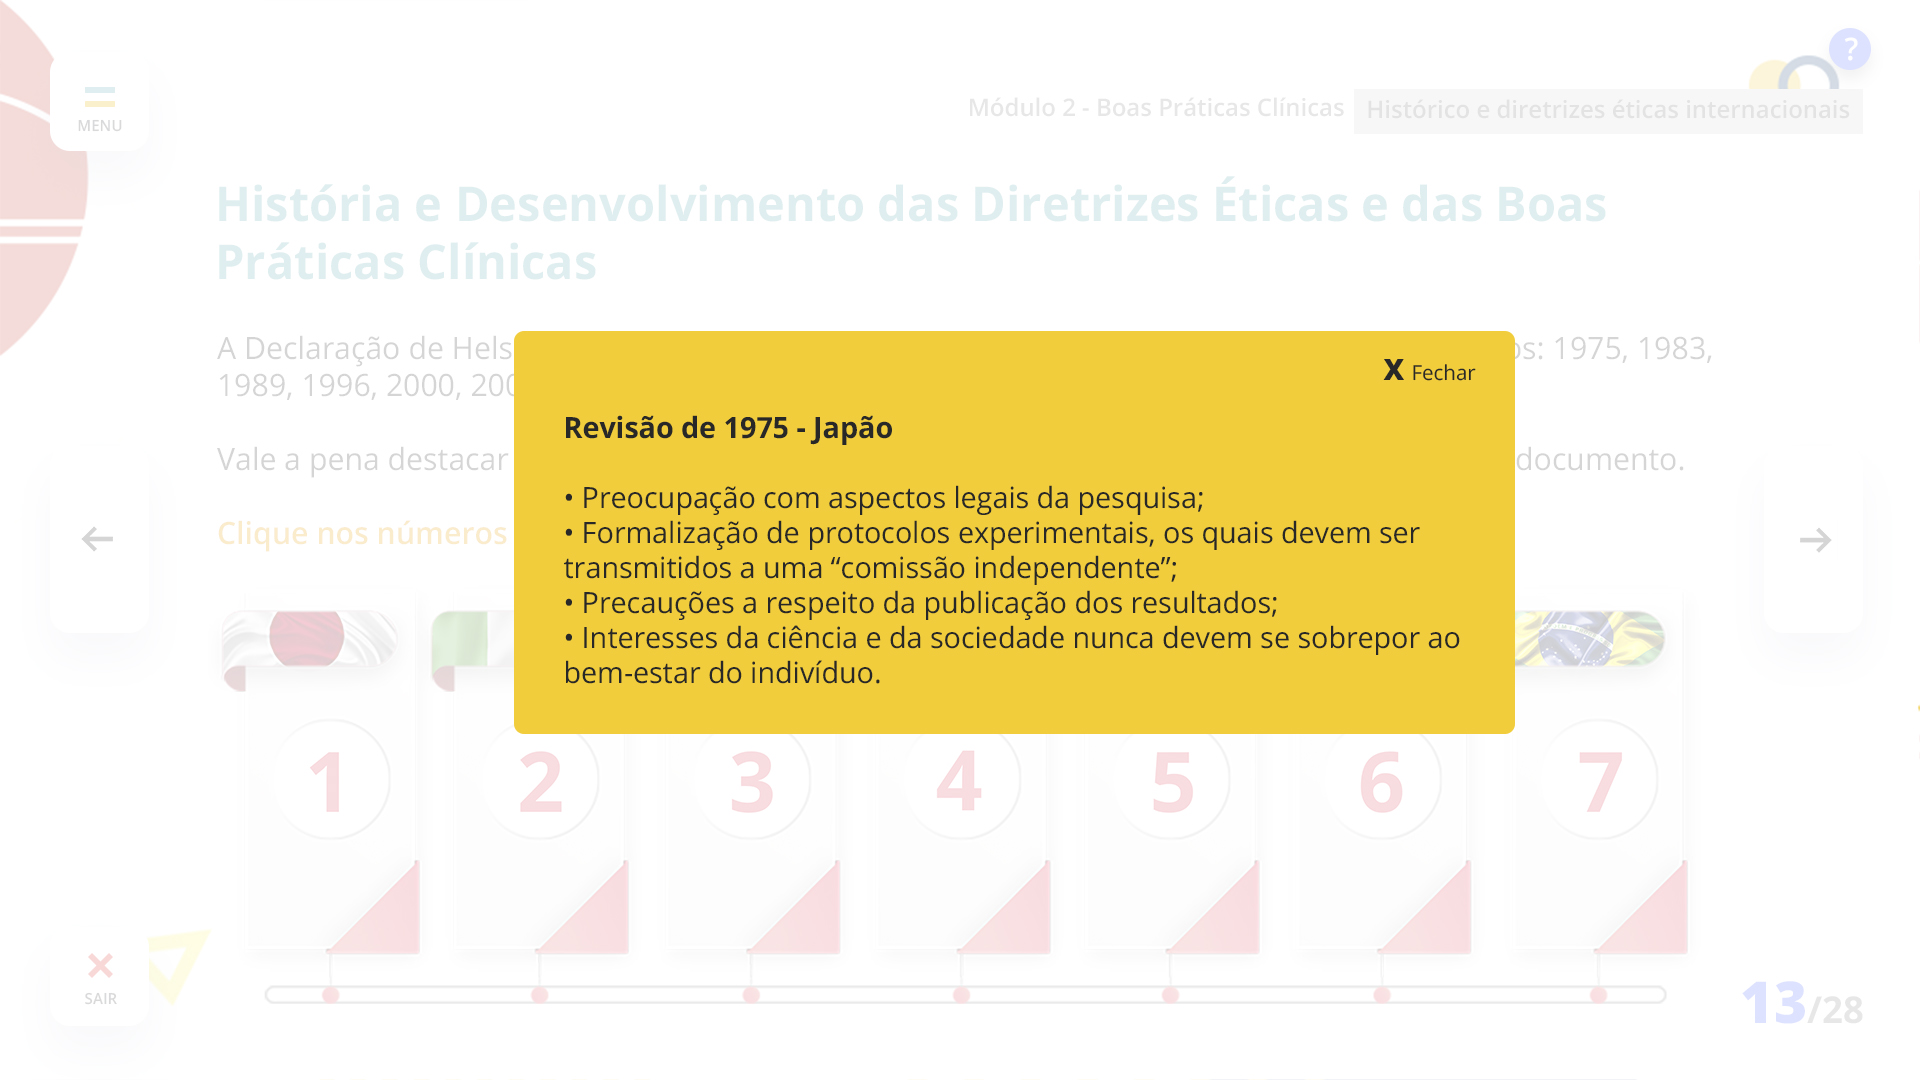 ?
MENU
Módulo 2 - Boas Práticas Clínicas
Histórico e diretrizes éticas internacionais
História e Desenvolvimento das Diretrizes Éticas e das Boas
Práticas Clínicas
A Declaração de Hels os: 1975, 1983,
1989, 1996, 2000, 200
Vale a pena destacar documento.
Clique nos números
X Fechar
Revisão de 1975 - Japão
• Preocupação com aspectos legais da pesquisa;
• Formalização de protocolos experimentais, os quais devem ser
transmitidos a uma “comissão independente”;
• Precauções a respeito da publicação dos resultados;
• Interesses da ciência e da sociedade nunca devem se sobrepor ao
bem-estar do indivíduo.
1 2 3 4 5 6 7
SAIR
13/28